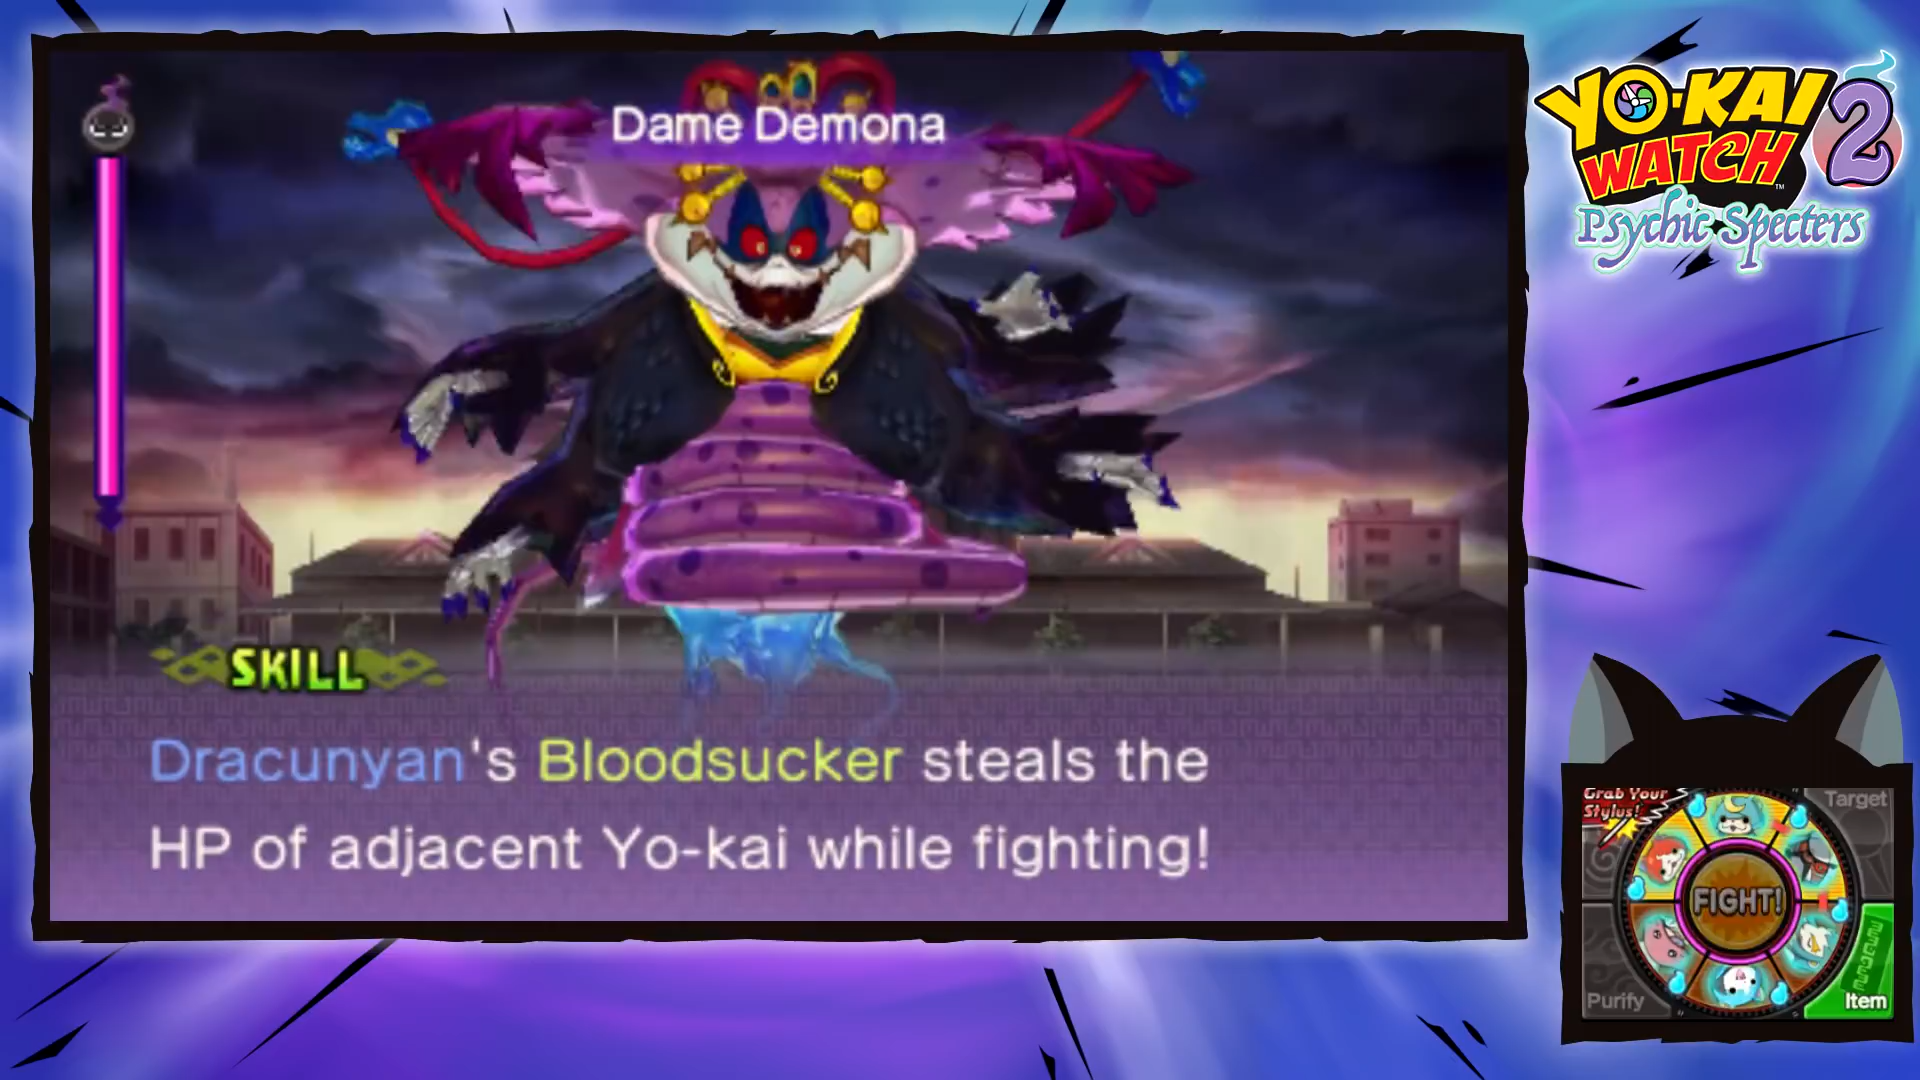 Dame Demona
SKILL
Dracunyan's Bloodsucker steals the
HP of adjacent Yo-kai while fighting!
YO-KAI
WATCH 2
™
Psychic Specters
Grab Your
Stylus!
Target
FIGHT!
Purify
Item